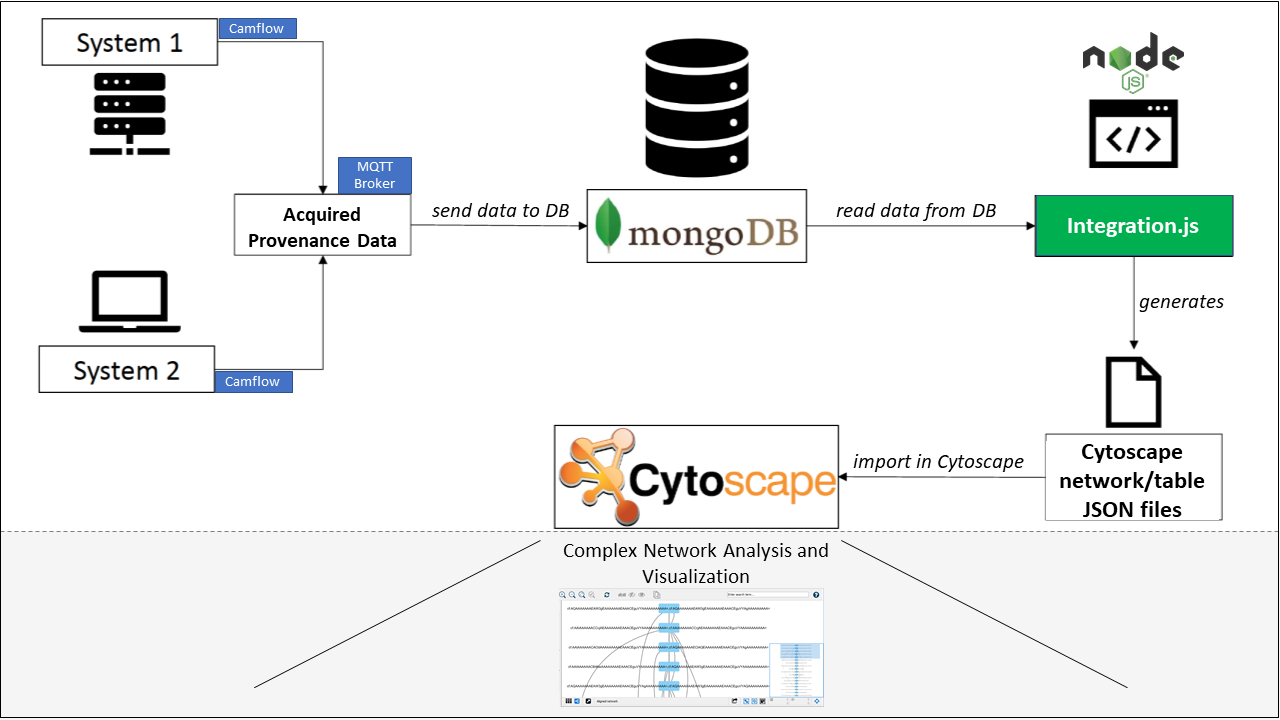 System 1
Camflow
node
JS
MQTT
Broker
Acquired
Provenance Data
send data to DB
mongoDB
read data from DB
Integration.js
generates
System 2
Camflow
Cytoscape
import in Cytoscape
Cytoscape
network/table
JSON files
Complex Network Analysis and
Visualization